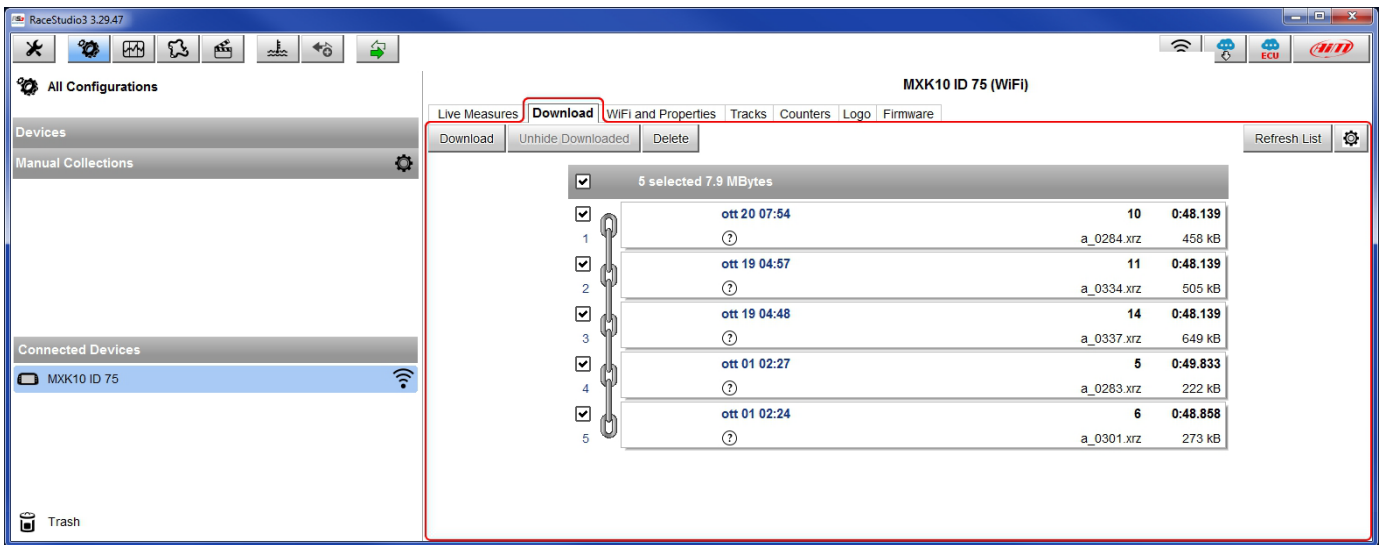 RaceStudio3 3.29.47
ECU
AiM
All Configurations
MXK10 ID 75 (WiFi)
Live Measures Download WiFi and Properties Tracks Counters Logo Firmware
Devices
Download Unhide Downloaded Delete Refresh List
Manual Collections
5 selected 7.9 MBytes
ott 20 07:54 10 0:48.139
1 ? a_0284.xrz 458 kB
ott 19 04:57 11 0:48.139
2 ? a_0334.xrz 505 kB
ott 19 04:48 14 0:48.139
3 ? a_0337.xrz 649 kB
Connected Devices
ott 01 02:27 5 0:49.833
MXK10 ID 75
4 ? a_0283.xrz 222 kB
ott 01 02:24 6 0:48.858
5 ? a_0301.xrz 273 kB
Trash